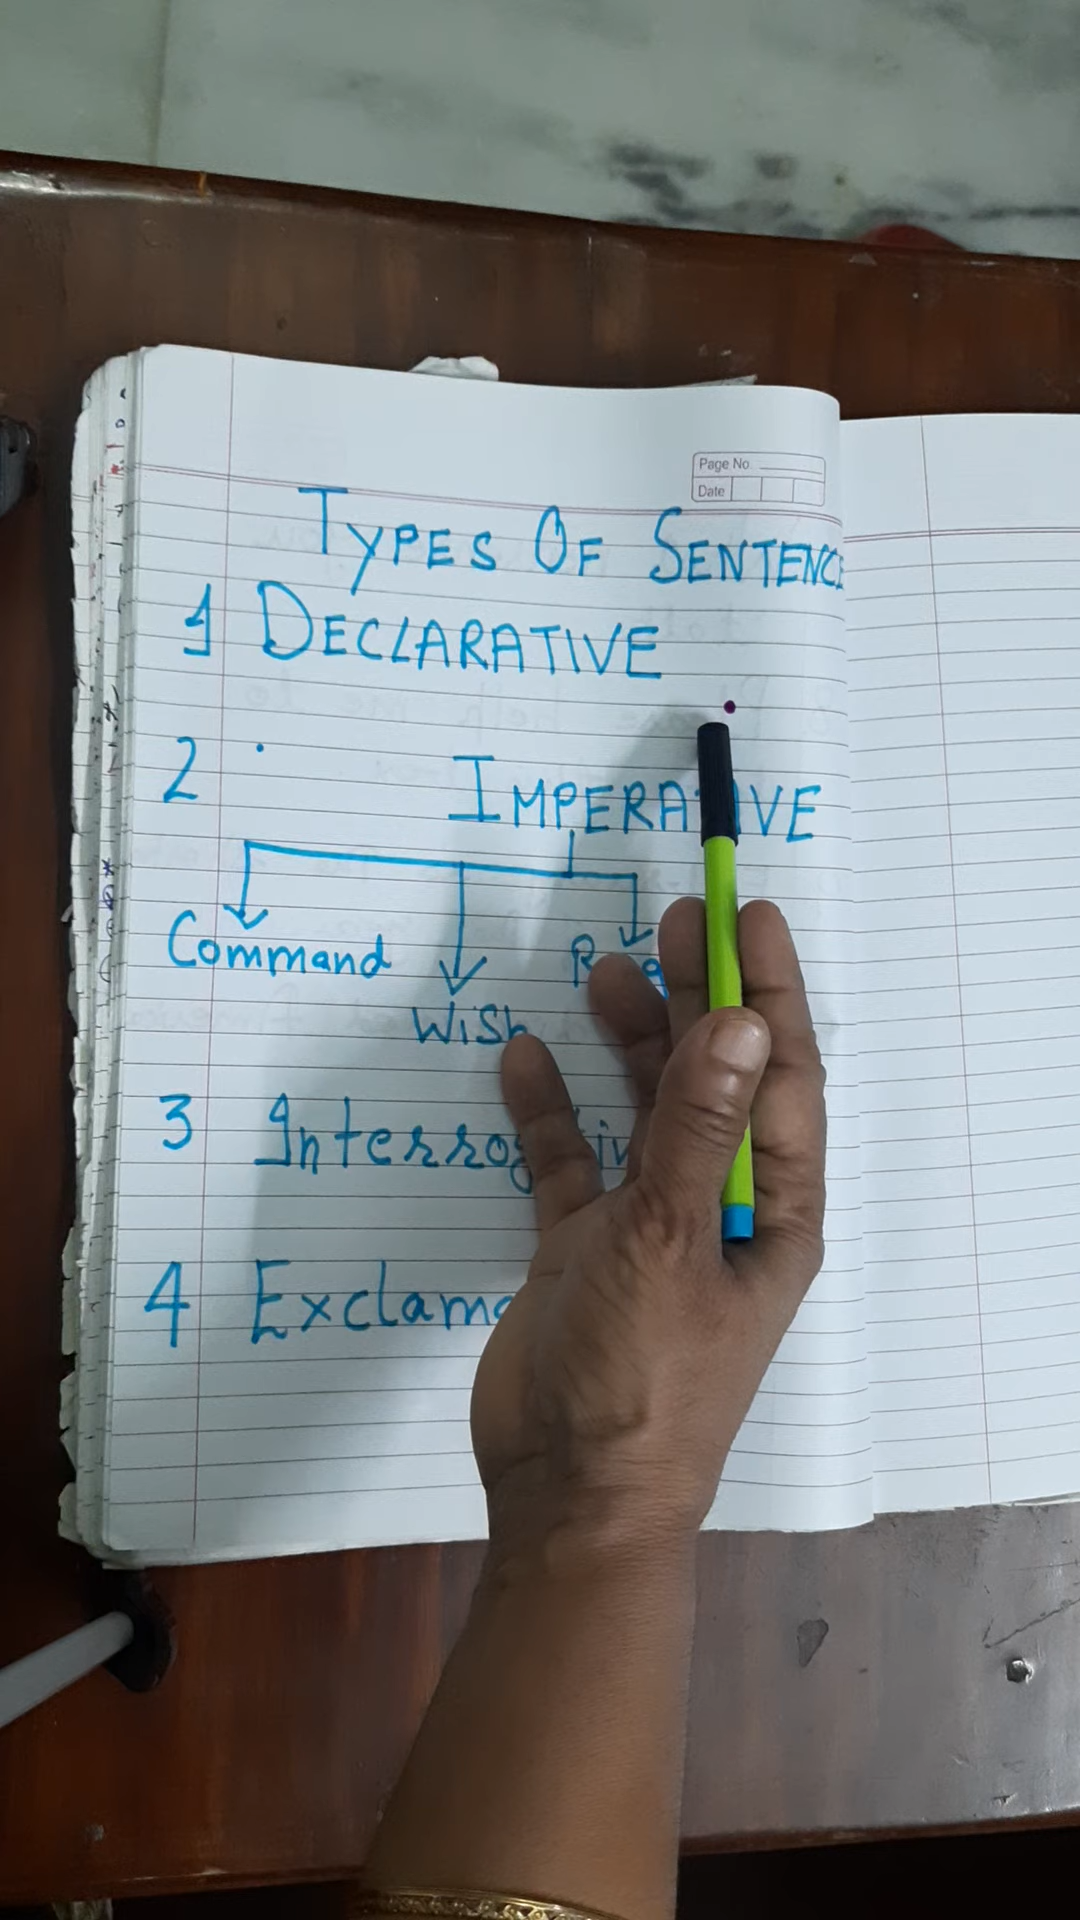 Page No.
Date
TYPES OF SENTENCE
1 DECLARATIVE
2 IMPERATIVE
Command
Wish
3
4